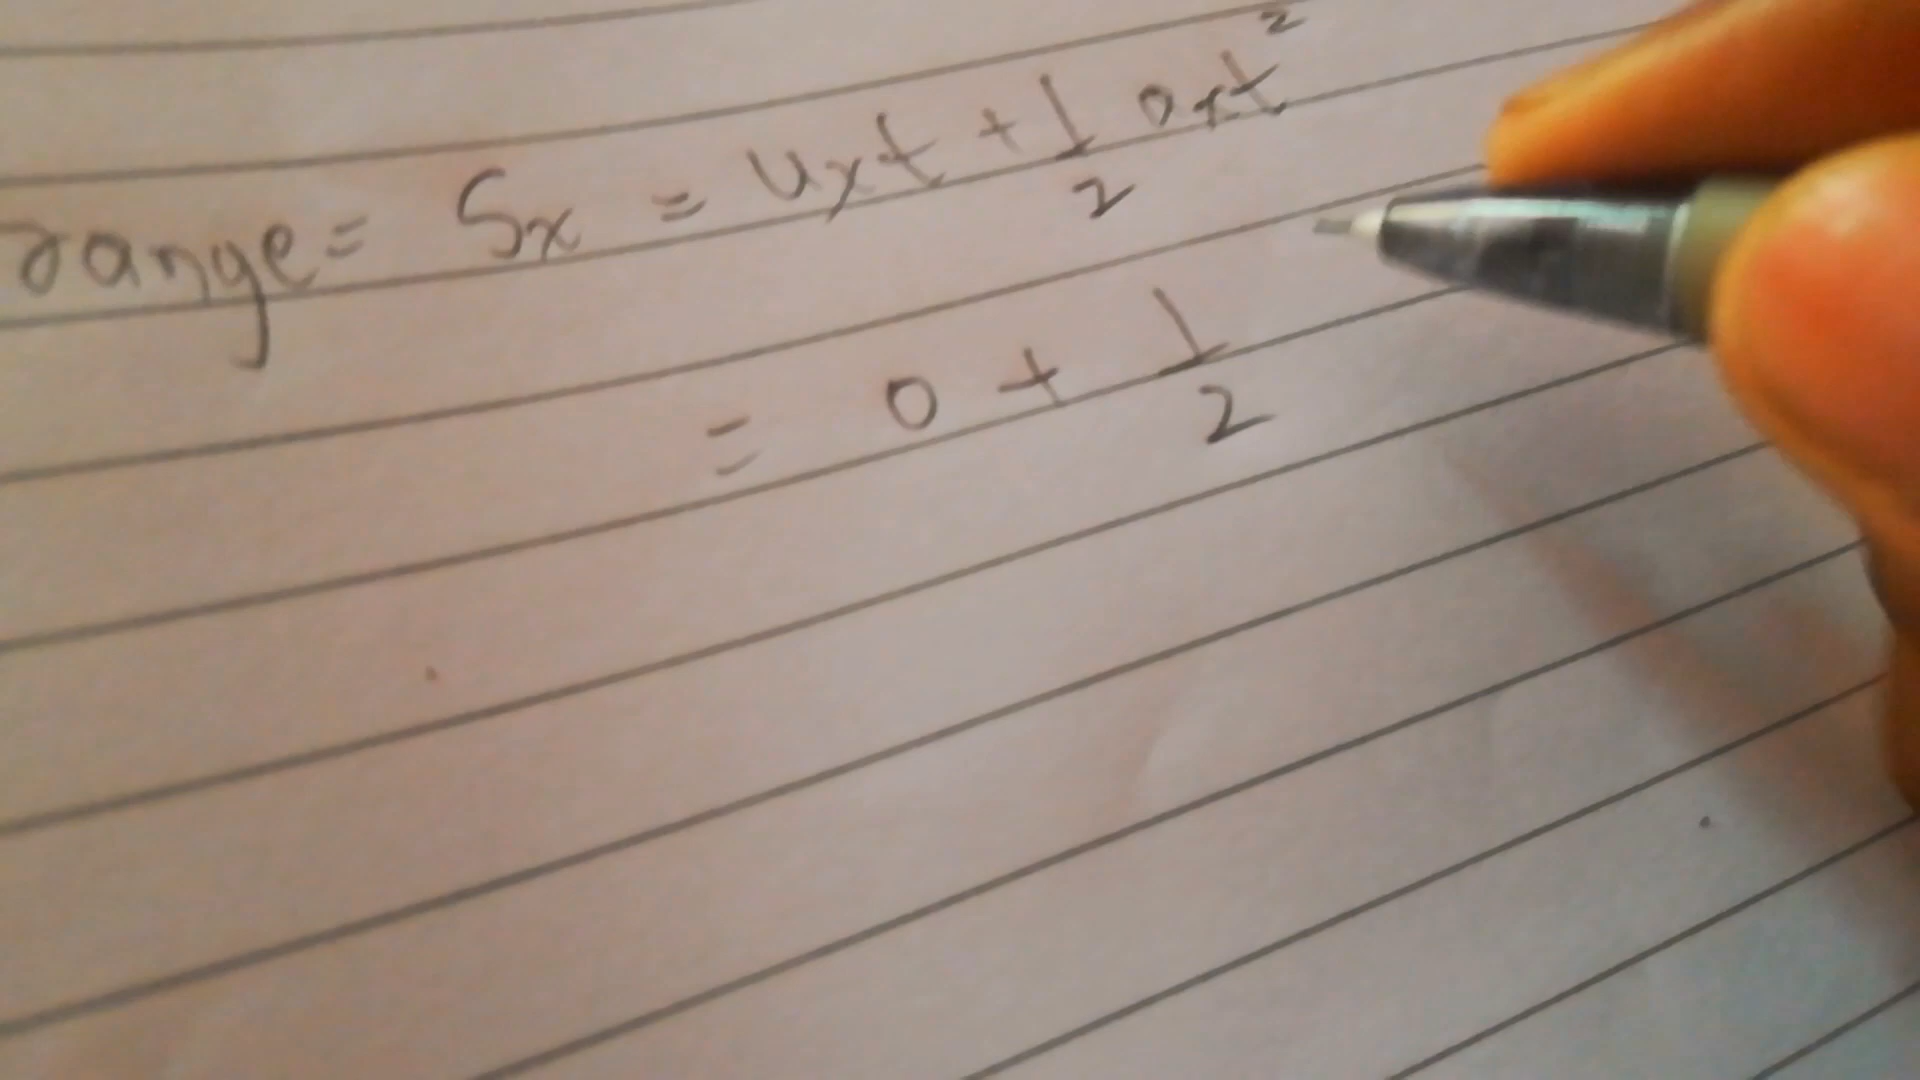 range = Sx = uxt + 1/2 axt²
= 0 + 1/2